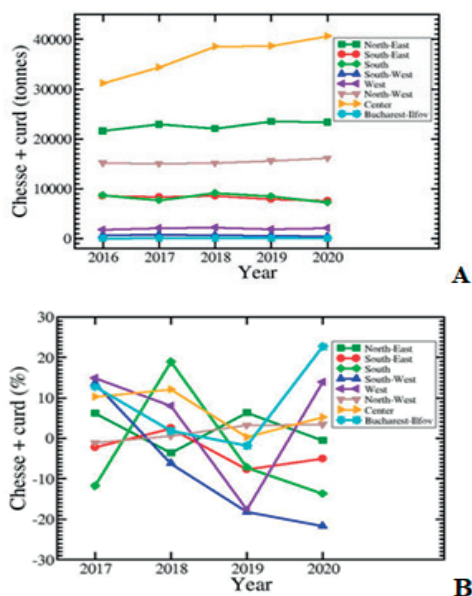 Chesse + curd (tonnes)
40000
30000
20000
10000
0
North-East
South-East
South
South-West
West
North-West
Center
Bucharest-Ilfov
2016 2017 2018 2019 2020
Year
A
Chesse + curd (%)
30
20
10
0
-10
-20
-30
North-East
South-East
South
South-West
West
North-West
Center
Bucharest-Ilfov
2017 2018 2019 2020
Year
B